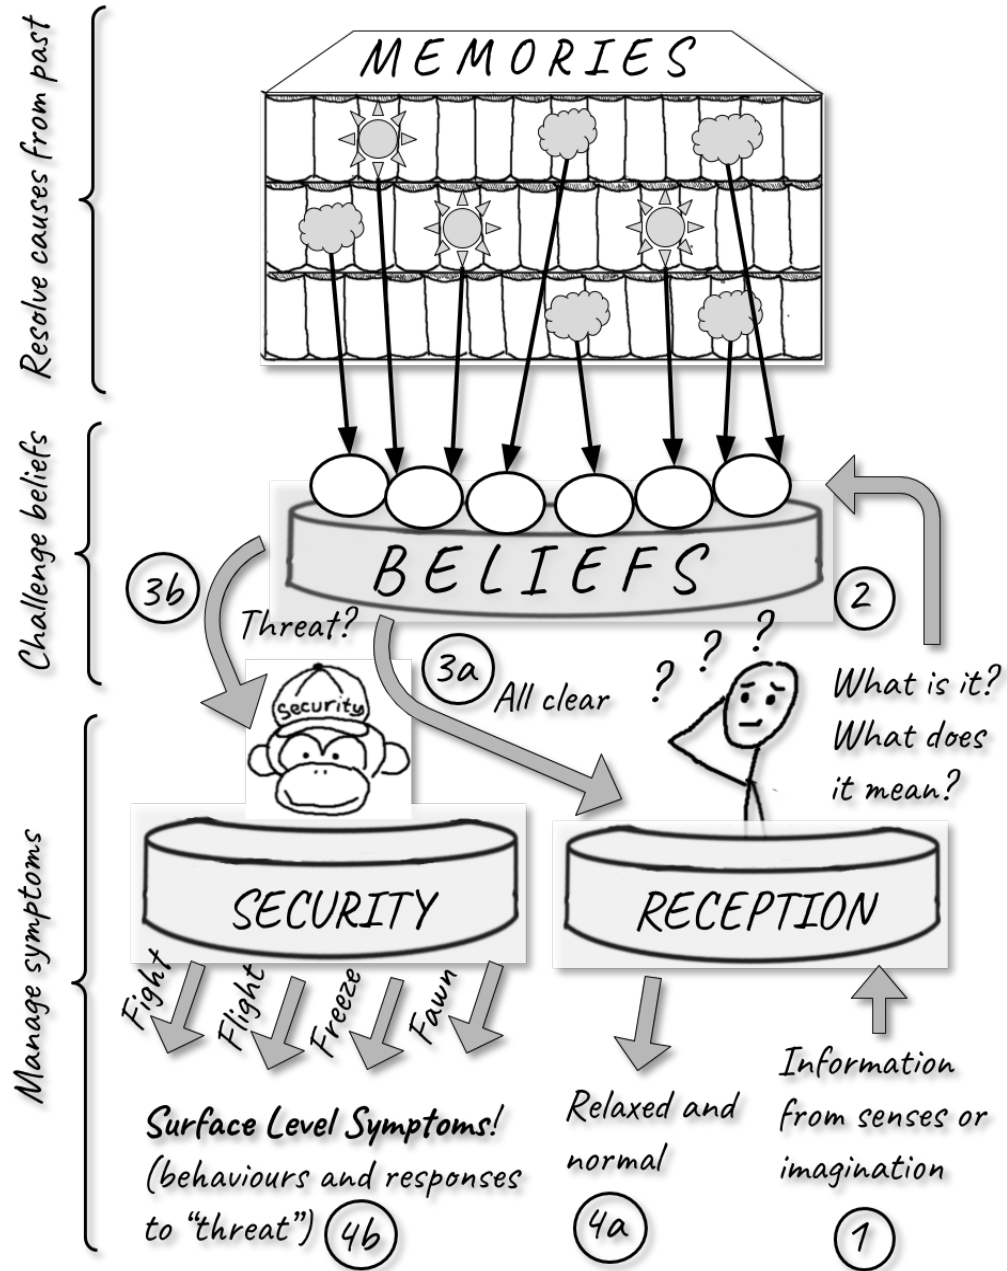 MEMORIES
Resolve causes from past
Challenge beliefs
BELIEFS
3b
Threat?
3a
All clear
? ? ?
2
What is it?
What does
it mean?
Security
SECURITY
RECEPTION
Manage symptoms
Fight
Flight
Freeze
Fawn
Surface Level Symptoms!
(behaviours and responses
to “threat”)
4b
Relaxed and
normal
4a
Information
from senses or
imagination
1